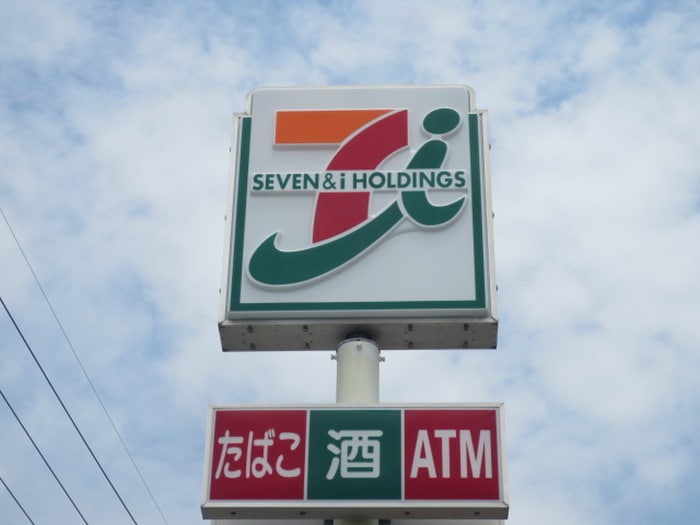 SEVEN & i HOLDINGS
たばこ 酒 ATM